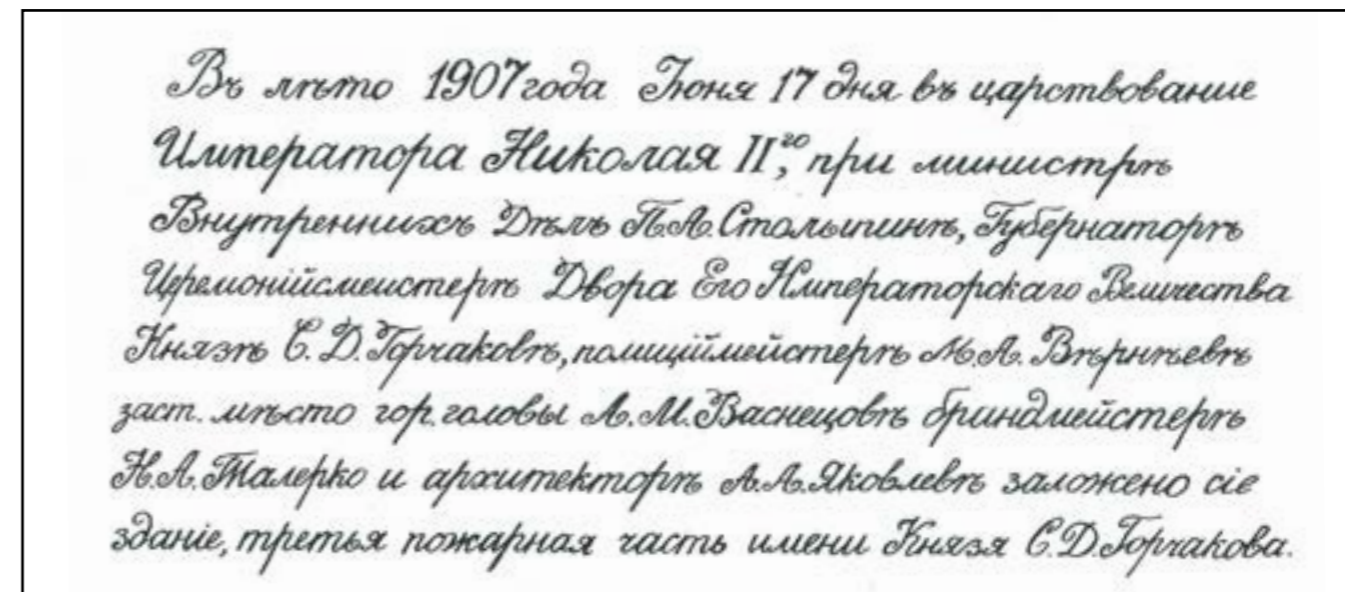 Въ лѣто 1907 года Іюня 17 дня въ царствованіе
Императора Николая II,го при министрѣ
Внутреннихъ Дѣлъ П.А.Столыпинѣ, Губернаторѣ
Церемоніймейстерѣ Двора Его Императорскаго Величества
Князѣ С.Д.Горчаковѣ, полиціймейстерѣ М.А.Вѣрнѣевѣ
заст. мѣсто гор. головы А.М.Васнецовѣ брандмейстерѣ
Н.А.Талерко и архитекторѣ А.А.Яковлевѣ заложено сіе
зданіе, третья пожарная часть имени Князя С.Д.Горчакова.